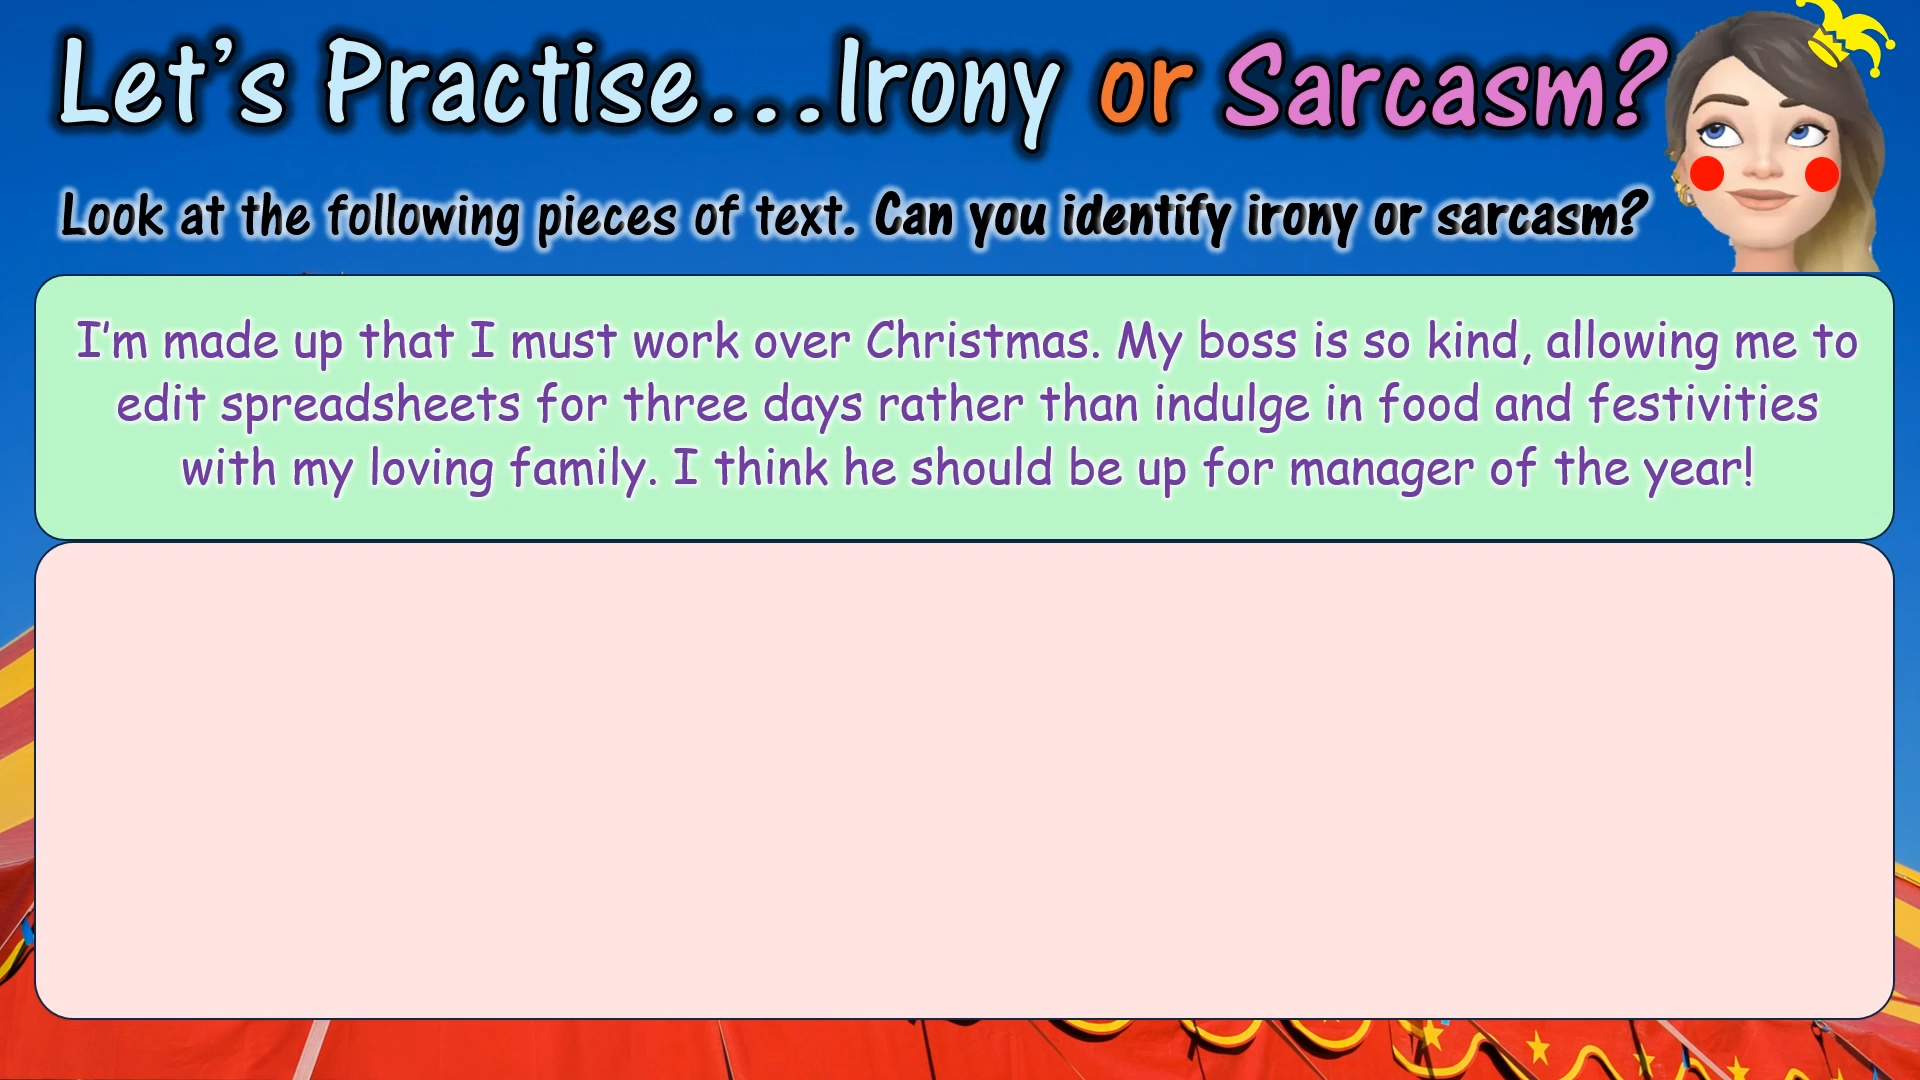 Let’s Practise...Irony or Sarcasm?
Look at the following pieces of text. Can you identify irony or sarcasm?
I’m made up that I must work over Christmas. My boss is so kind, allowing me to
edit spreadsheets for three days rather than indulge in food and festivities
with my loving family. I think he should be up for manager of the year!